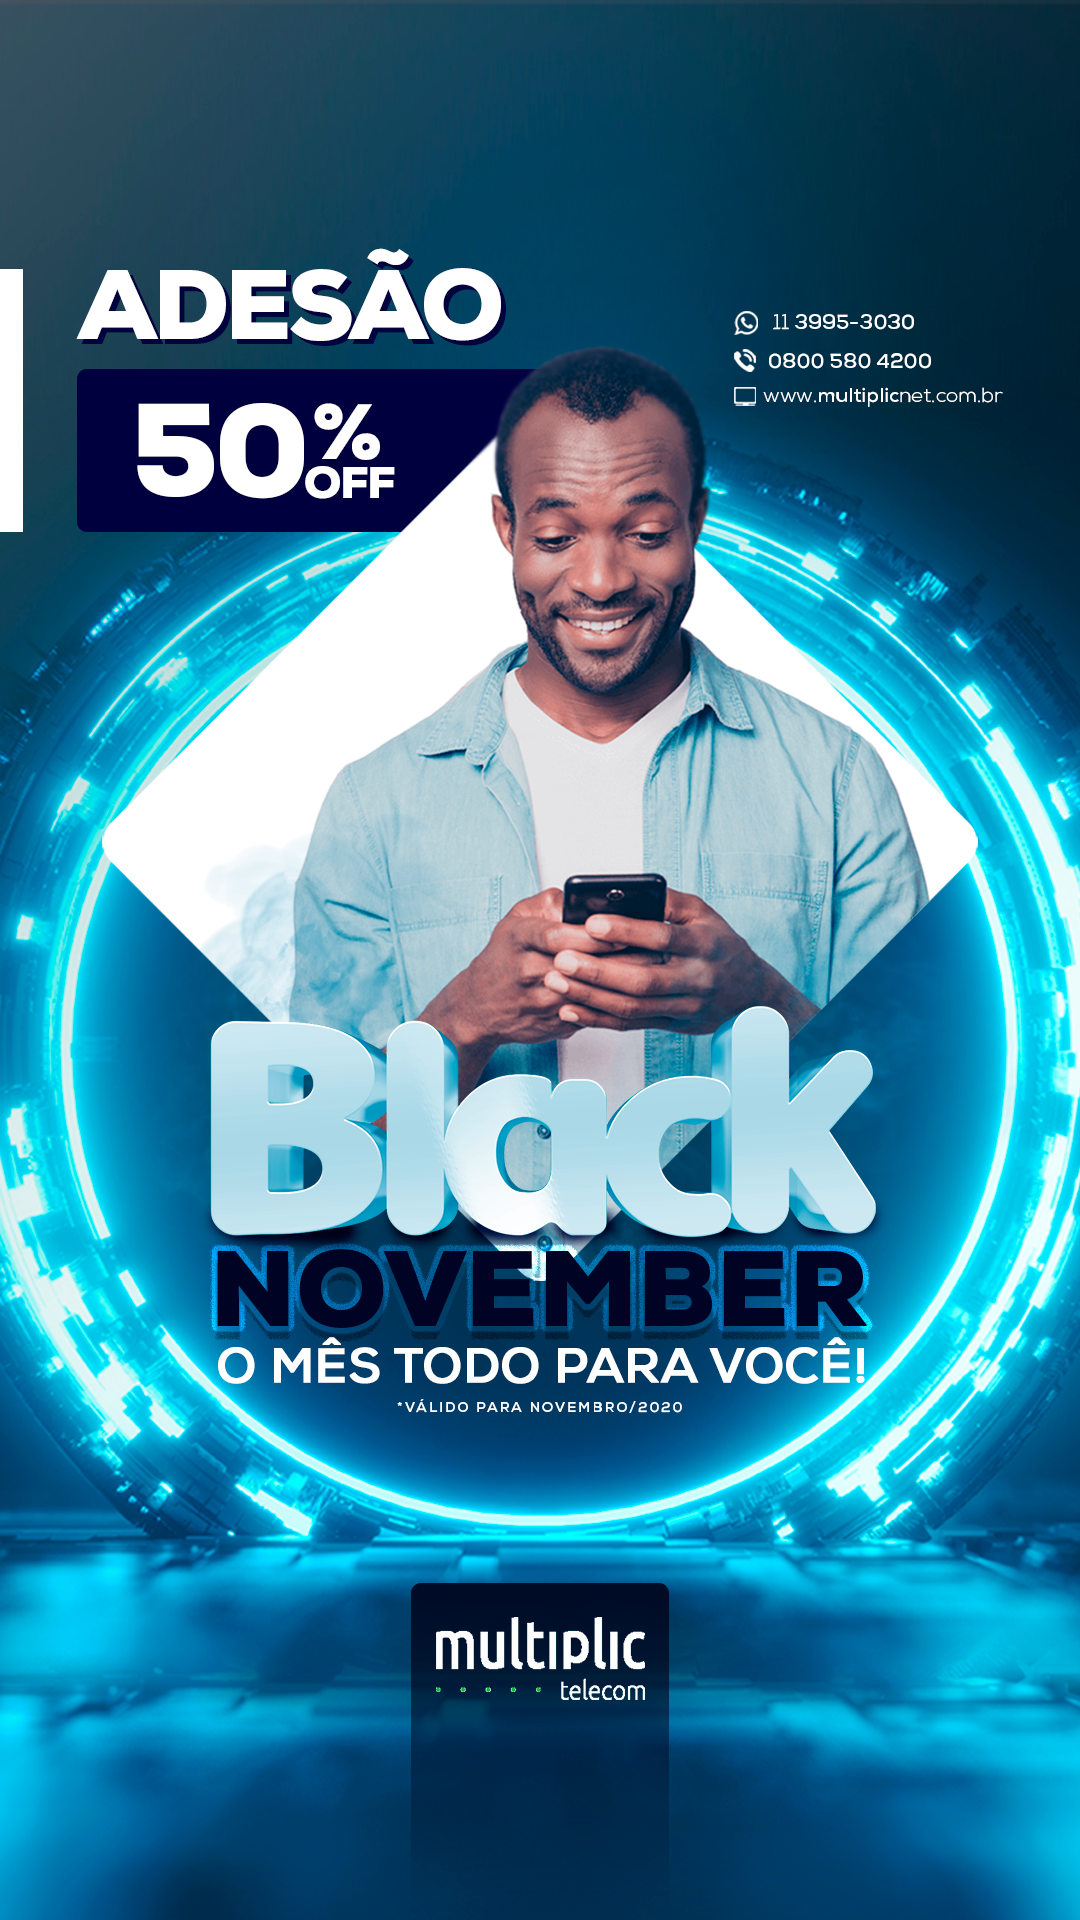 ADESÃO
50% OFF
11 3995-3030
0800 580 4200
www.multiplicnet.com.br
Black
NOVEMBER
O MÊS TODO PARA VOCÊ!
*VÁLIDO PARA NOVEMBRO/2020
multiplic
telecom